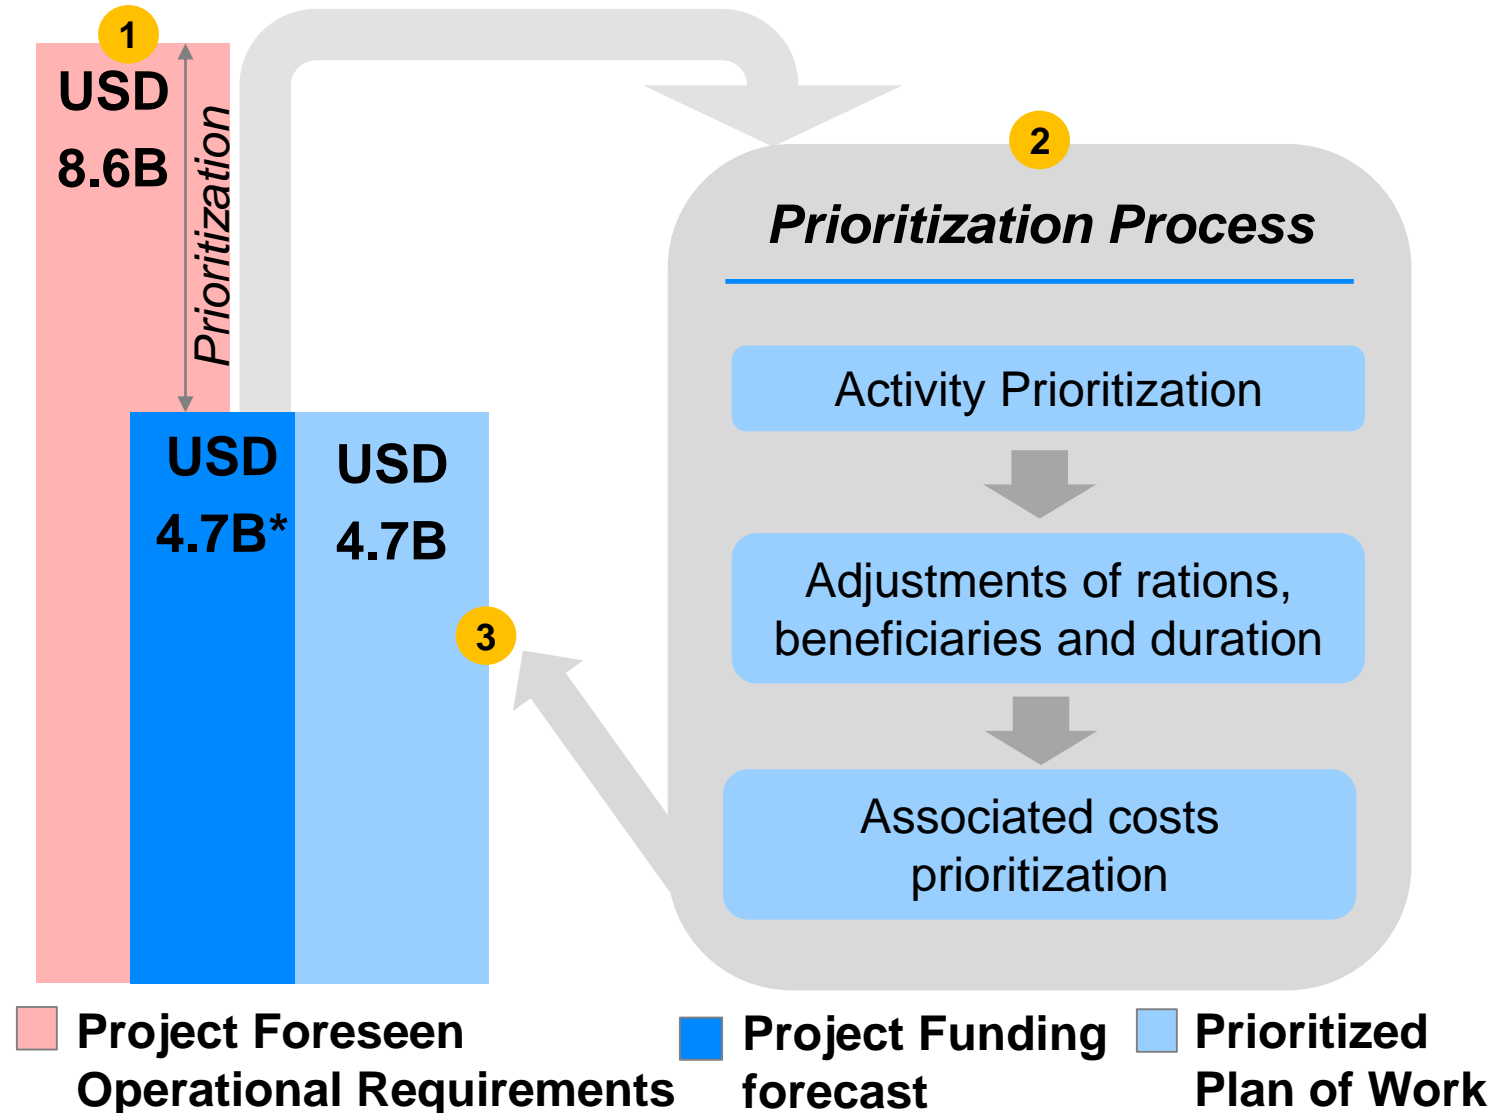 1
USD
8.6B
Prioritization
USD
4.7B*
USD
4.7B
3
2
Prioritization Process
Activity Prioritization
Adjustments of rations,
beneficiaries and duration
Associated costs
prioritization
Project Foreseen
Operational Requirements
Project Funding
forecast
Prioritized
Plan of Work